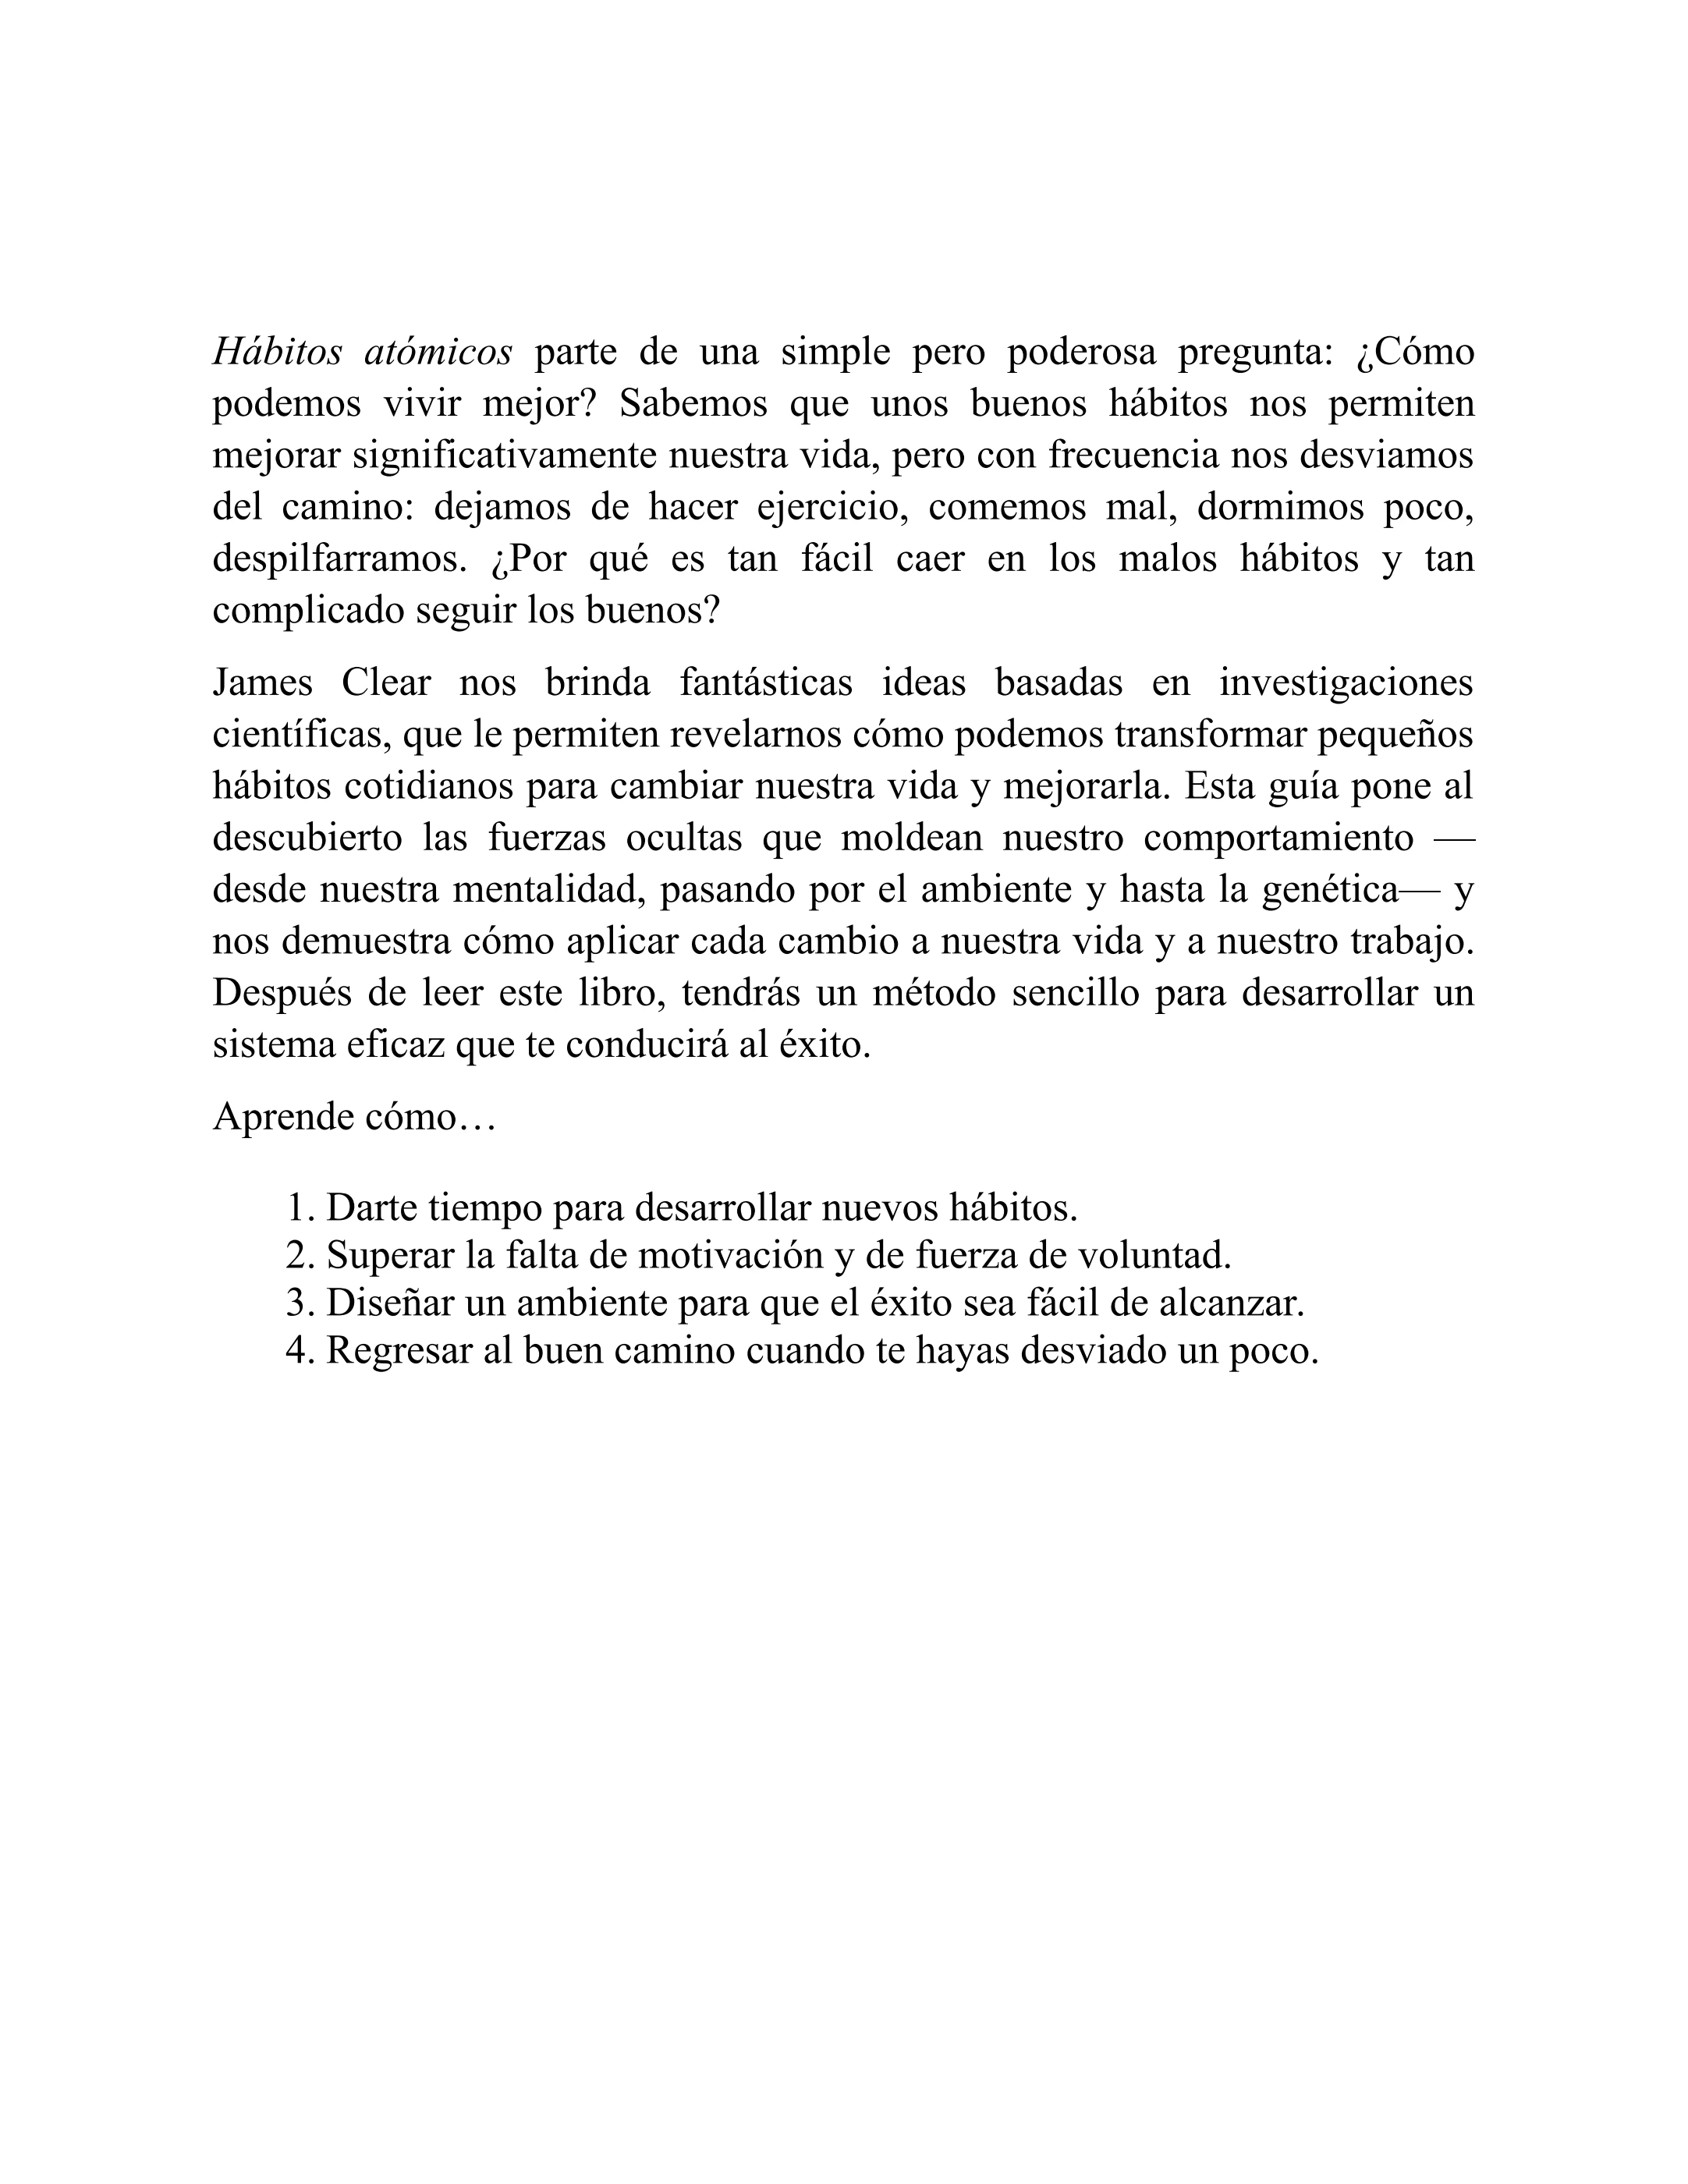 Hábitos atómicos parte de una simple pero poderosa pregunta: ¿Cómo
podemos vivir mejor? Sabemos que unos buenos hábitos nos permiten
mejorar significativamente nuestra vida, pero con frecuencia nos desviamos
del camino: dejamos de hacer ejercicio, comemos mal, dormimos poco,
despilfarramos. ¿Por qué es tan fácil caer en los malos hábitos y tan
complicado seguir los buenos?
James Clear nos brinda fantásticas ideas basadas en investigaciones
científicas, que le permiten revelarnos cómo podemos transformar pequeños
hábitos cotidianos para cambiar nuestra vida y mejorarla. Esta guía pone al
descubierto las fuerzas ocultas que moldean nuestro comportamiento —
desde nuestra mentalidad, pasando por el ambiente y hasta la genética— y
nos demuestra cómo aplicar cada cambio a nuestra vida y a nuestro trabajo.
Después de leer este libro, tendrás un método sencillo para desarrollar un
sistema eficaz que te conducirá al éxito.
Aprende cómo…
1. Darte tiempo para desarrollar nuevos hábitos.
2. Superar la falta de motivación y de fuerza de voluntad.
3. Diseñar un ambiente para que el éxito sea fácil de alcanzar.
4. Regresar al buen camino cuando te hayas desviado un poco.